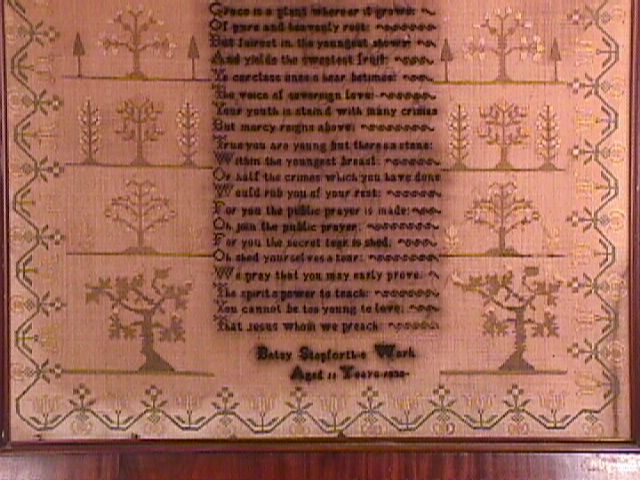 Grace is a plant wherever it grows:
Of pure and heavenly root:
But fairest in the youngest shows
And yields the sweetest fruit:
Ye careless ones O hear betimes:
The voice of sovereign love:
Your youth is staind with many crimes
But mercy reigns above:
True you are young but theres a stone:
Within the youngest breast:
Or half the crimes which you have done
Would rob you of your rest:
For you the public prayer is made:
Oh join the public prayer:
For you the secret tear is shed:
Oh shed yourselves a tear:
We pray that you may early prove:
The spirits power to teach:
You cannot be too young to love:
That Jesus whom we preach:
Betsy Stopforth Work
Aged 11 Years